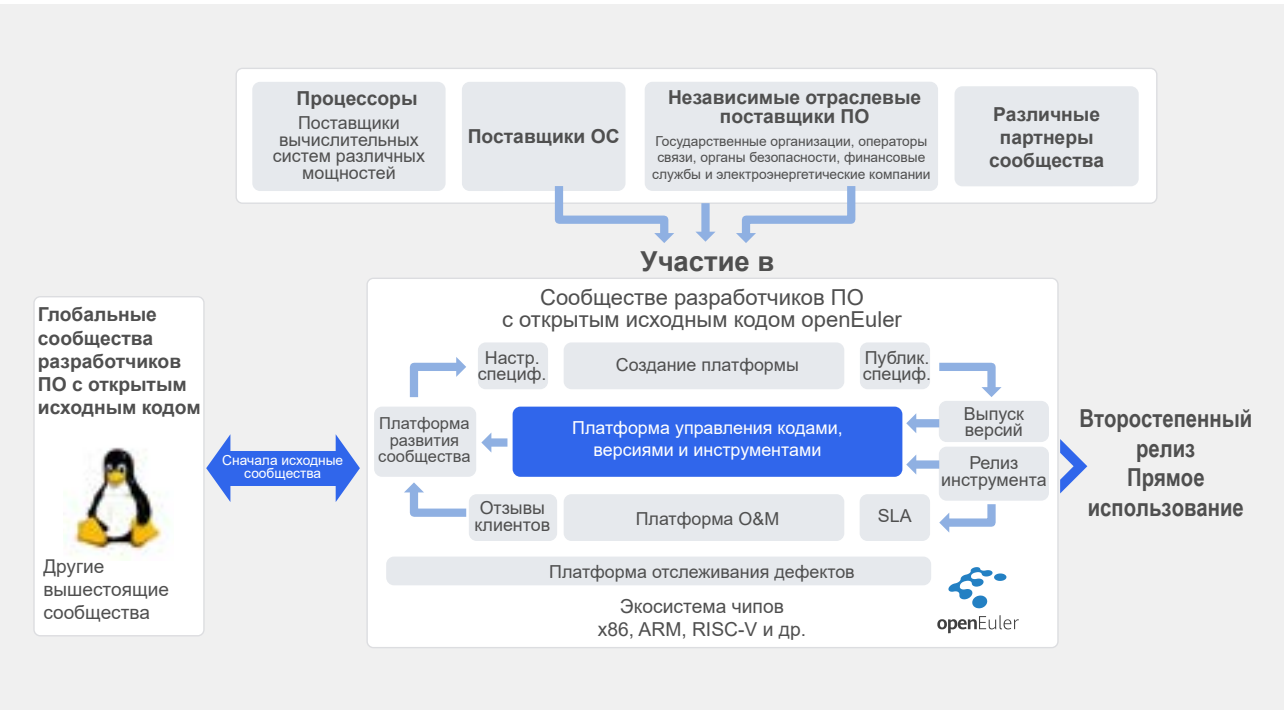 Процессоры
Поставщики
вычислительных
систем различных
мощностей
Поставщики ОС
Независимые отраслевые
поставщики ПО
Государственные организации, операторы
связи, органы безопасности, финансовые
службы и электроэнергетические компании
Различные
партнеры
сообщества
Участие в
Сообществе разработчиков ПО
с открытым исходным кодом openEuler
Глобальные
сообщества
разработчиков
ПО с открытым
исходным кодом
Другие
вышестоящие
сообщества
Сначала исходные
сообщества
Настр.
специф.
Создание платформы
Публик.
специф.
Платформа
развития
сообщества
Платформа управления кодами,
версиями и инструментами
Выпуск
версий
Релиз
инструмента
Отзывы
клиентов
Платформа O&M
SLA
Платформа отслеживания дефектов
Экосистема чипов
x86, ARM, RISC-V и др.
openEuler
Второстепенный
релиз
Прямое
использование